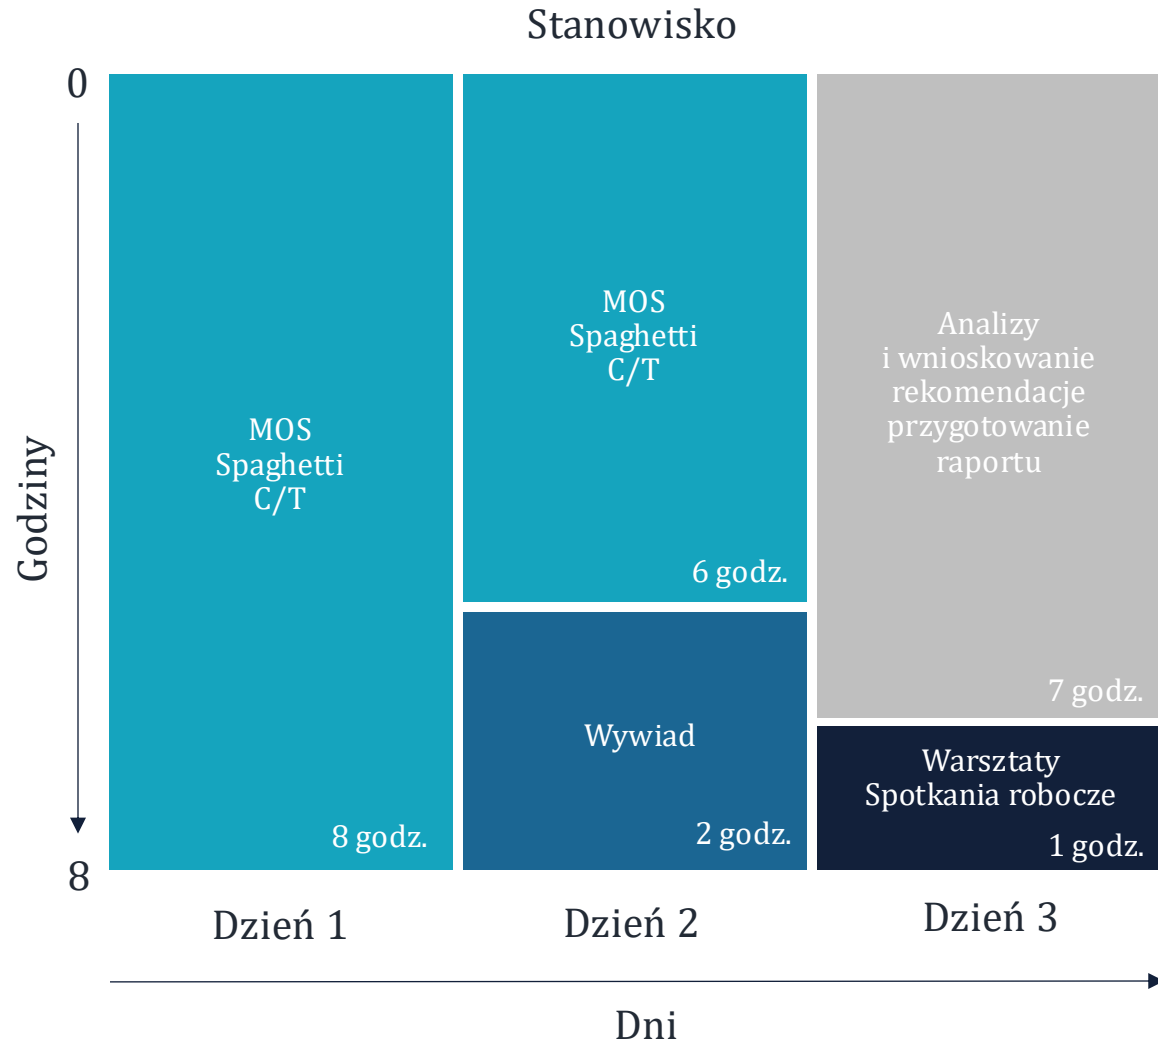 Stanowisko
0
Godziny
8
MOS
Spaghetti
C/T
8 godz.
MOS
Spaghetti
C/T
6 godz.
Wywiad
2 godz.
Analizy
i wnioskowanie
rekomendacje
przygotowanie
raportu
7 godz.
Warsztaty
Spotkania robocze
1 godz.
Dzień 1
Dzień 2
Dzień 3
Dni